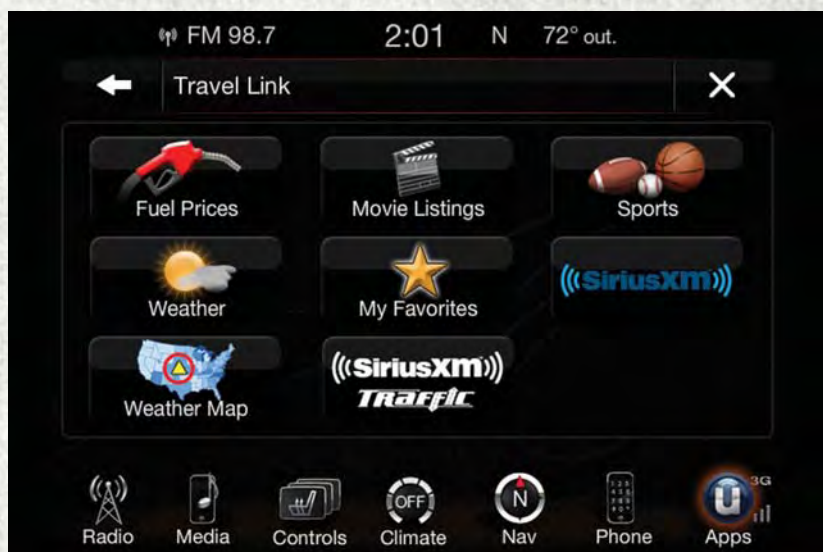 FM 98.7 2:01 N 72° out.
Travel Link
Fuel Prices Movie Listings Sports
Weather My Favorites SiriusXM
Weather Map SiriusXM
Traffic
OFF N u 3G
Radio Media Controls Climate Nav Phone Apps